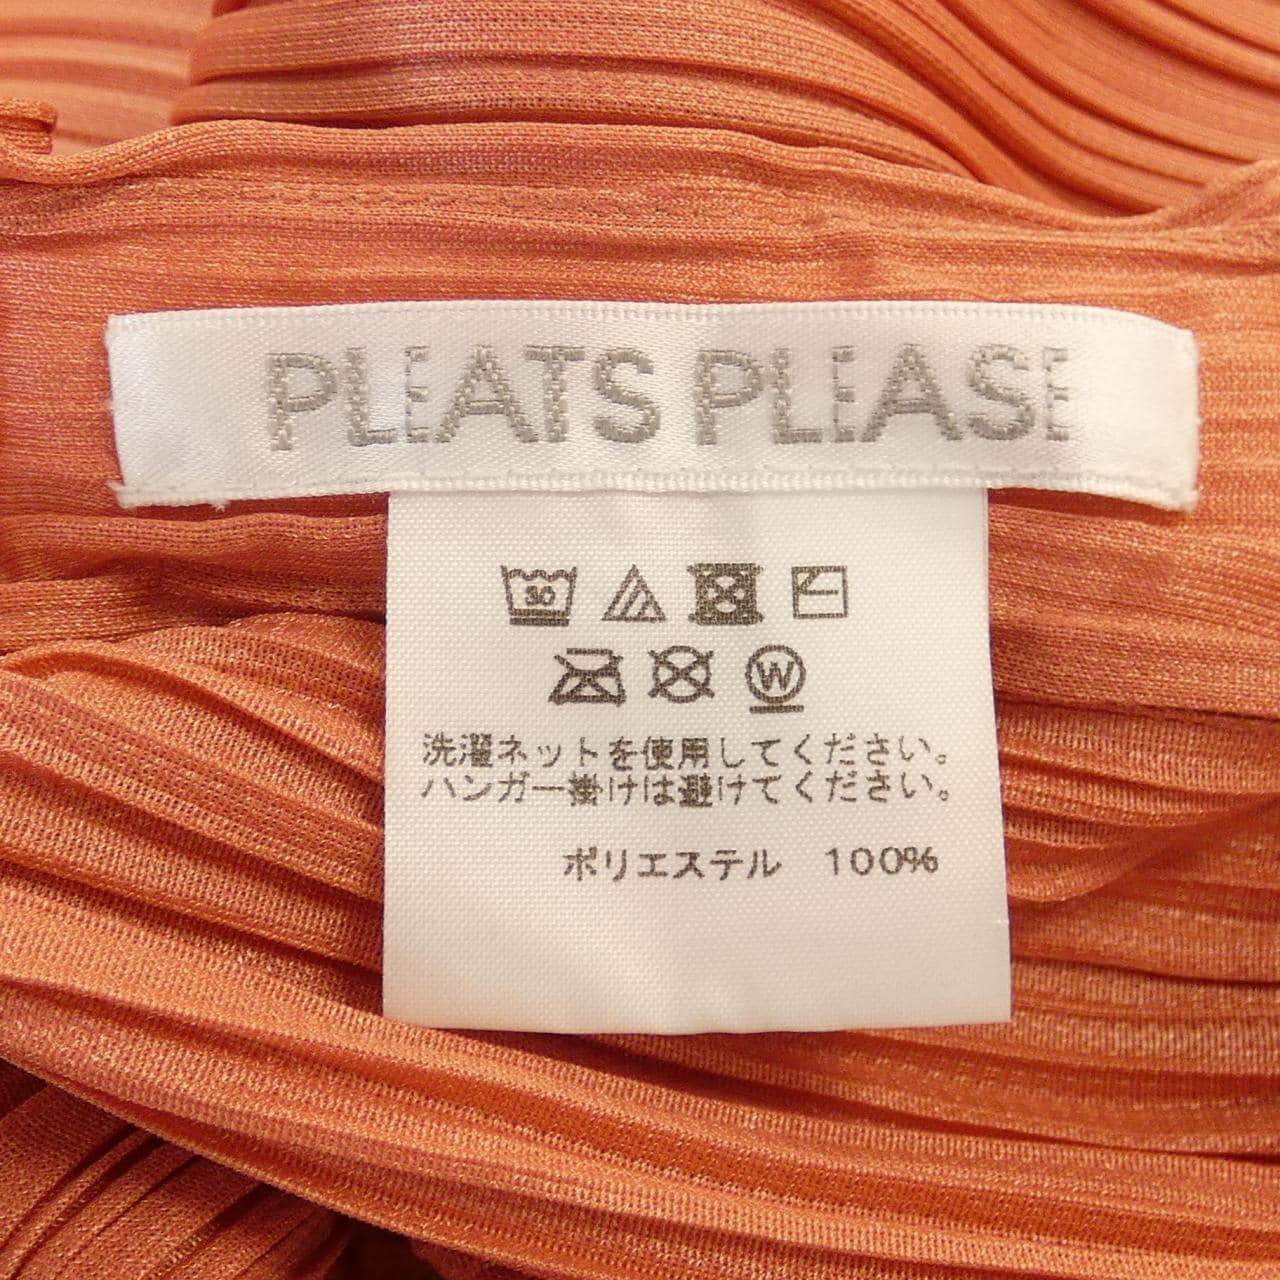 PLEATS PLEASE
30
W
洗濯ネットを使用してください。
ハンガー掛けは避けてください。
ポリエステル 100%